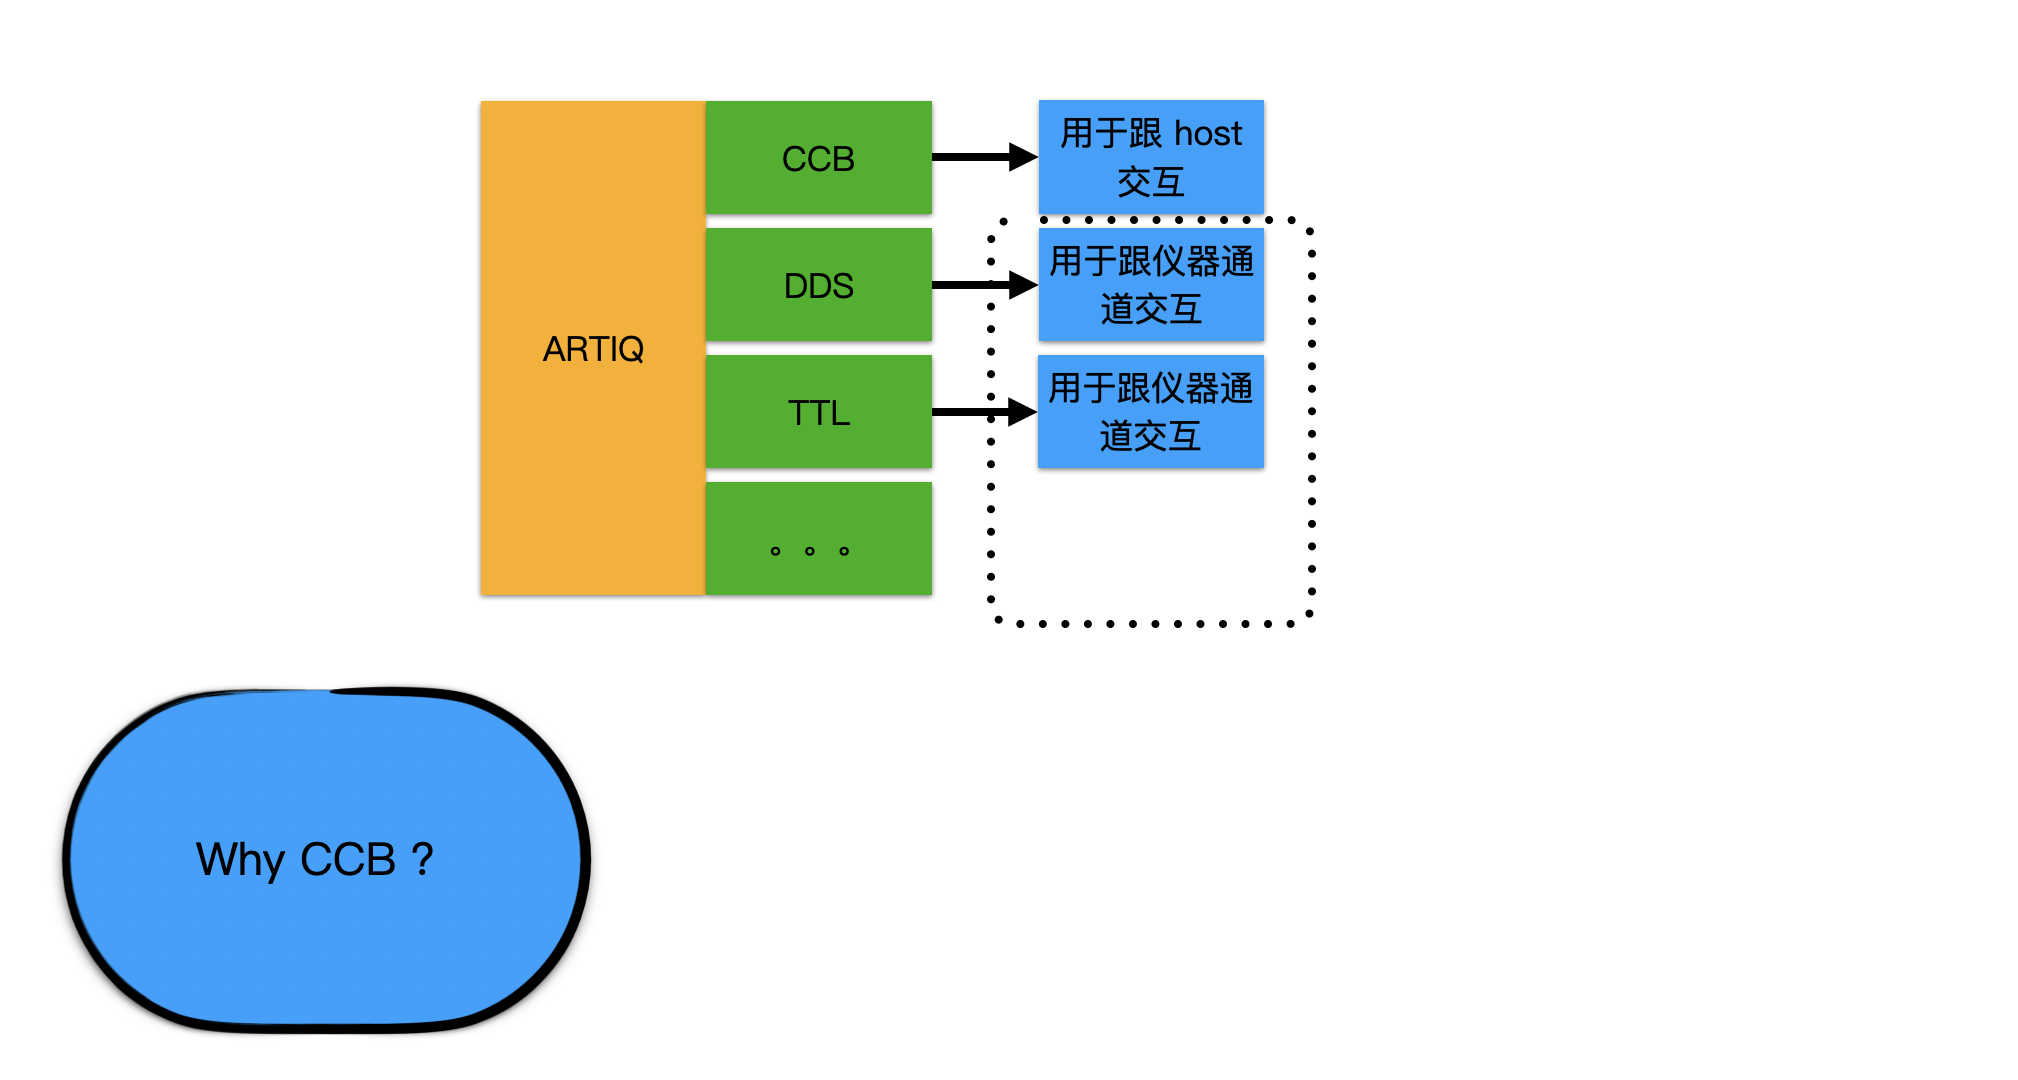 CCB
用于跟 host
交互
DDS
用于跟仪器通
道交互
ARTIQ
TTL
用于跟仪器通
道交互
。。。
Why CCB ?